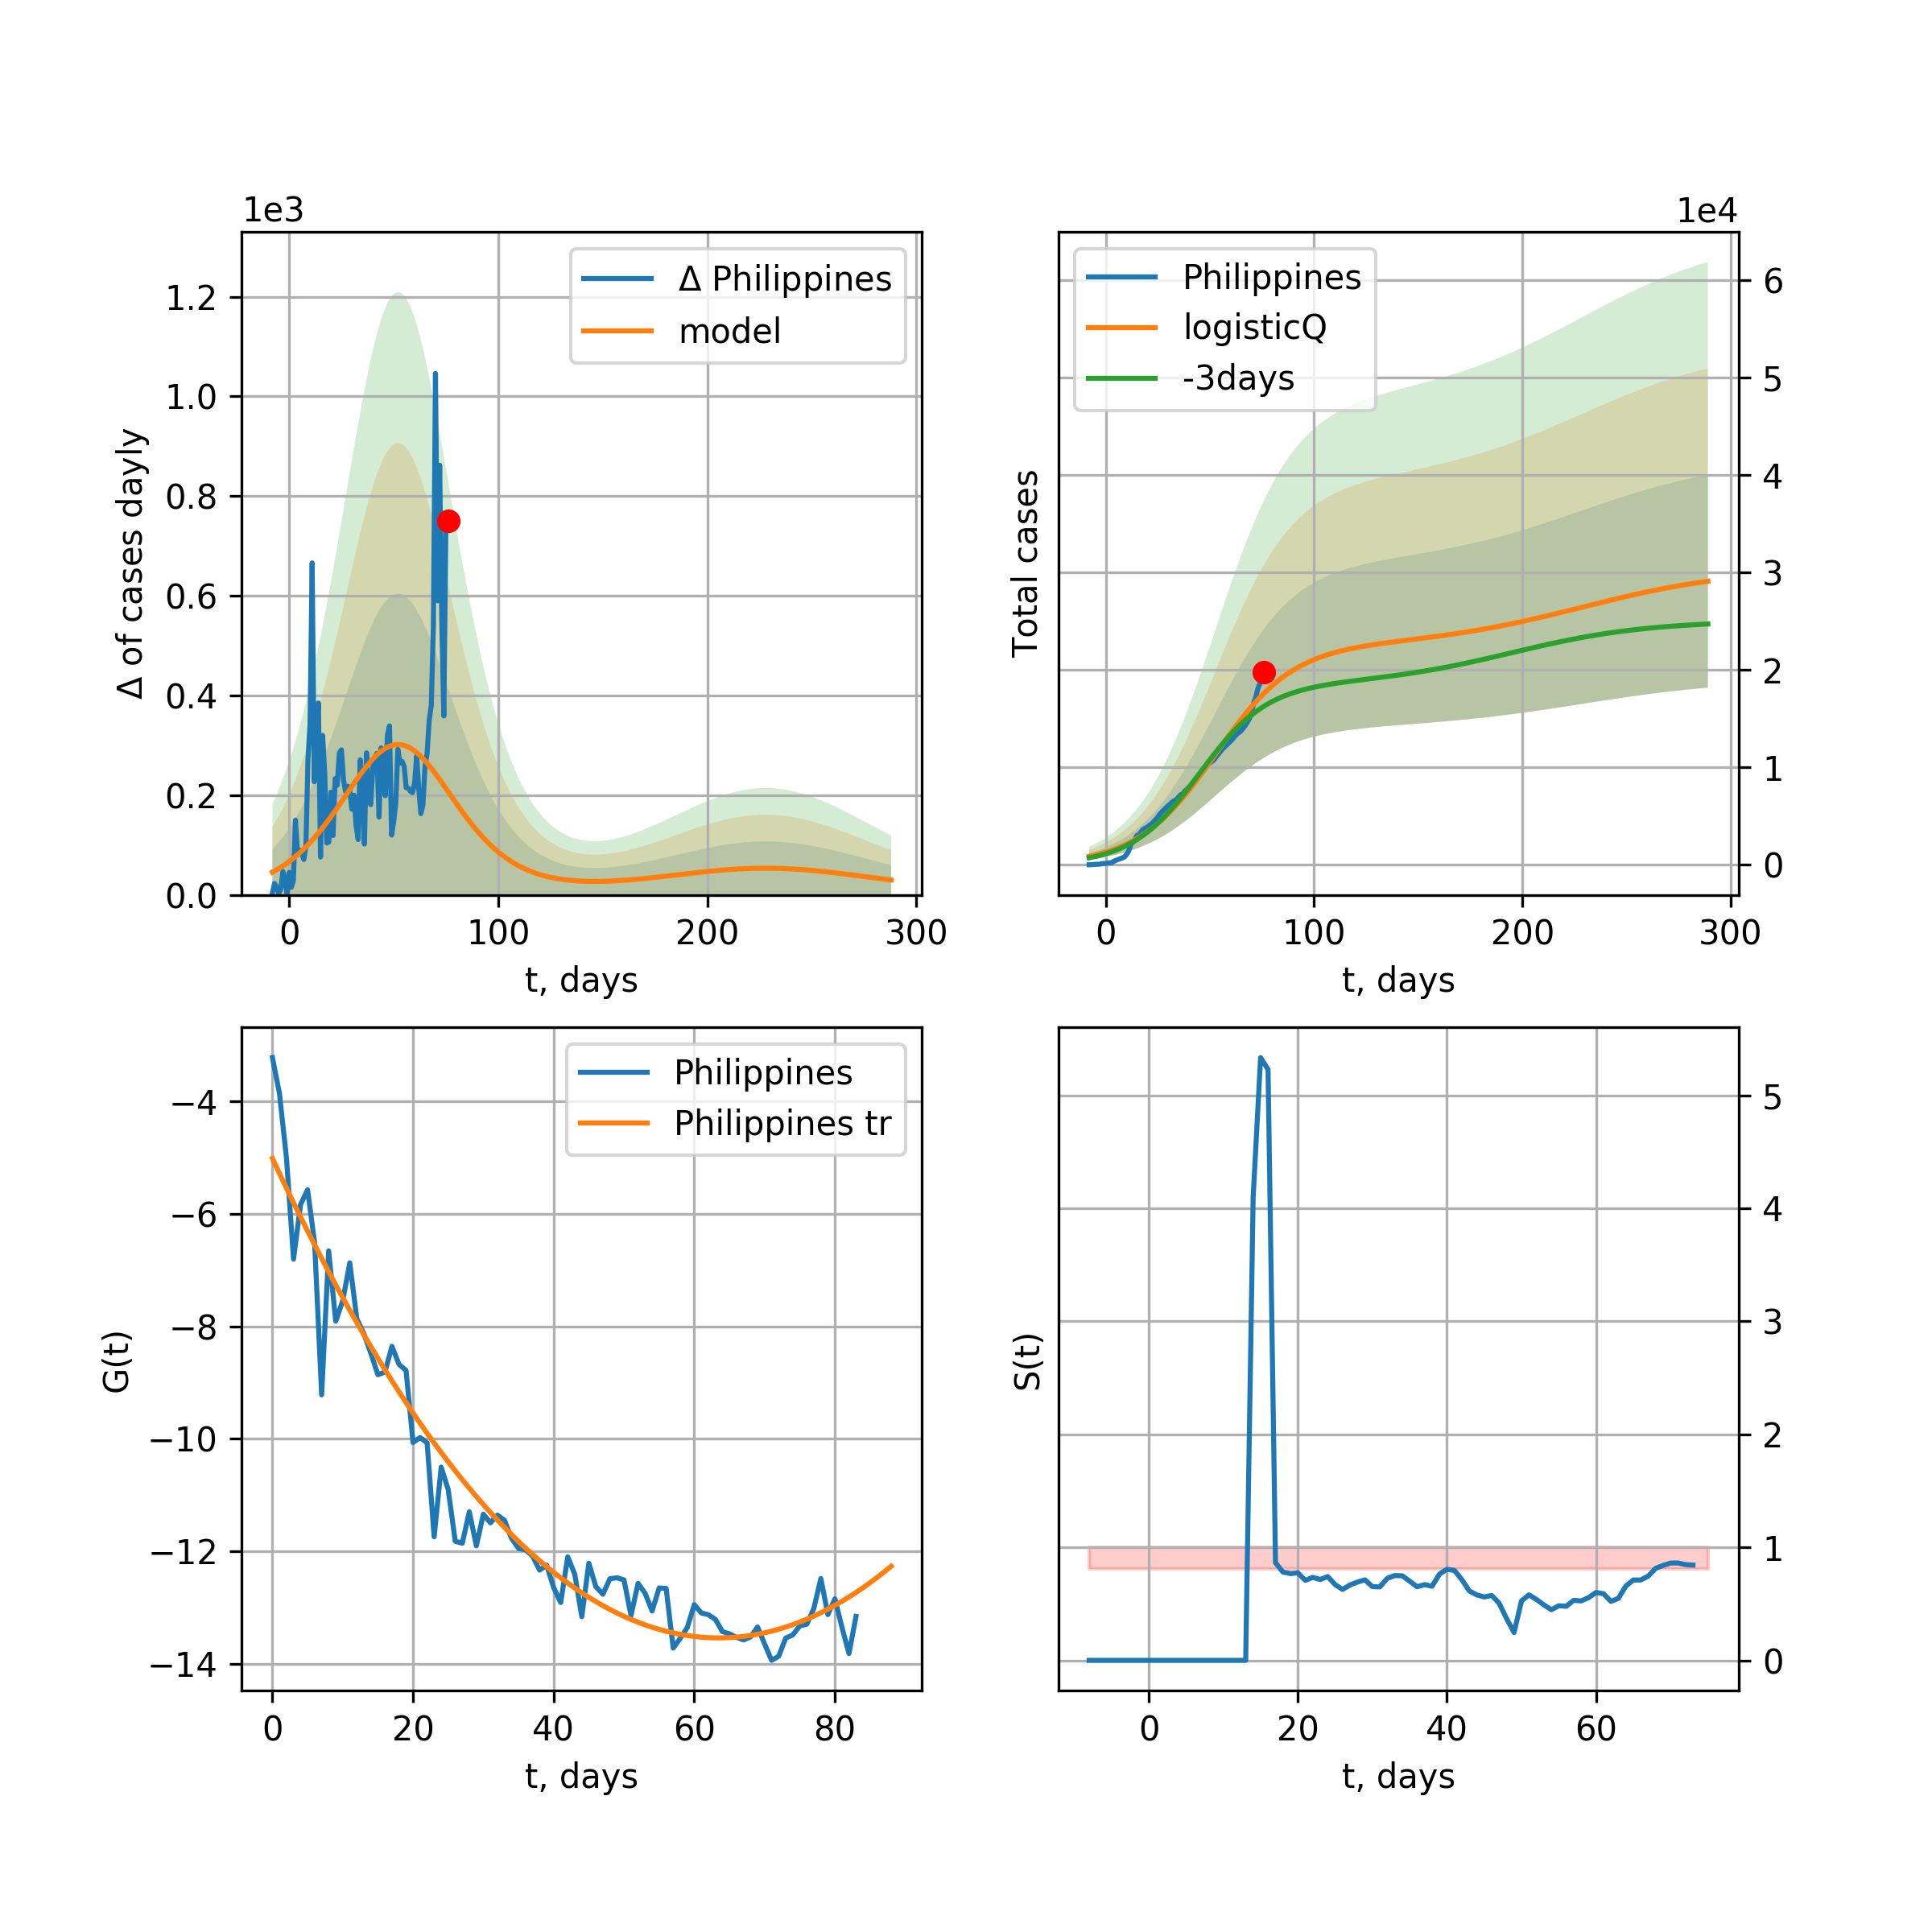 1e3
Δ of cases dayly
1.2
1.0
0.8
0.6
0.4
0.2
0.0
Δ Philippines
model
0 100 200 300
t, days
1e4
Total cases
Philippines
logisticQ
-3days
6
5
4
3
2
1
0
0 100 200 300
t, days
G(t)
−4
−6
−8
−10
−12
−14
Philippines
Philippines tr
0 20 40 60 80
t, days
S(t)
5
4
3
2
1
0
0 20 40 60
t, days